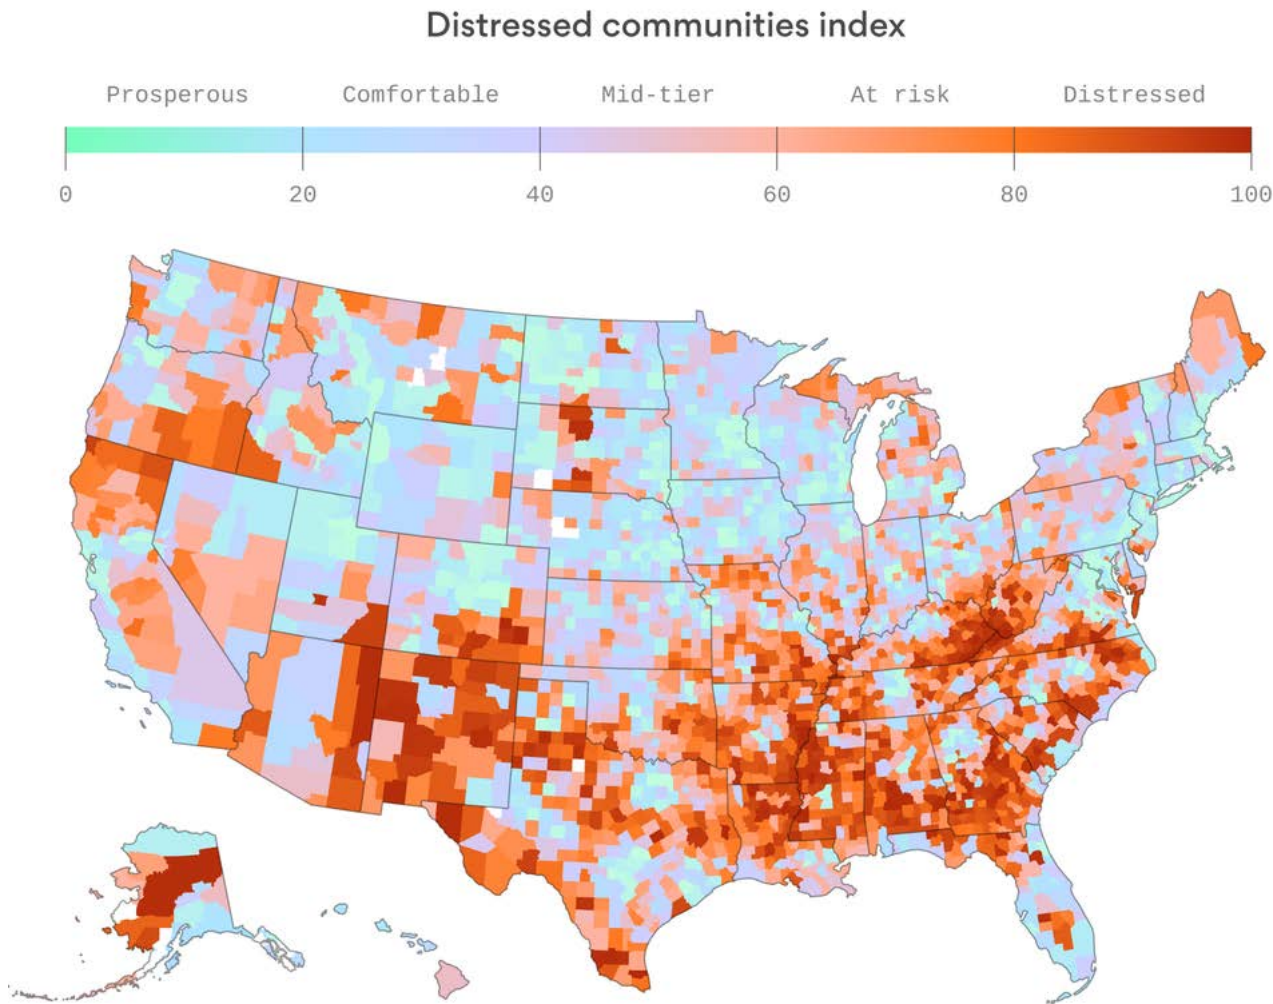 Distressed communities index
Prosperous Comfortable Mid-tier At risk Distressed
0 20 40 60 80 100